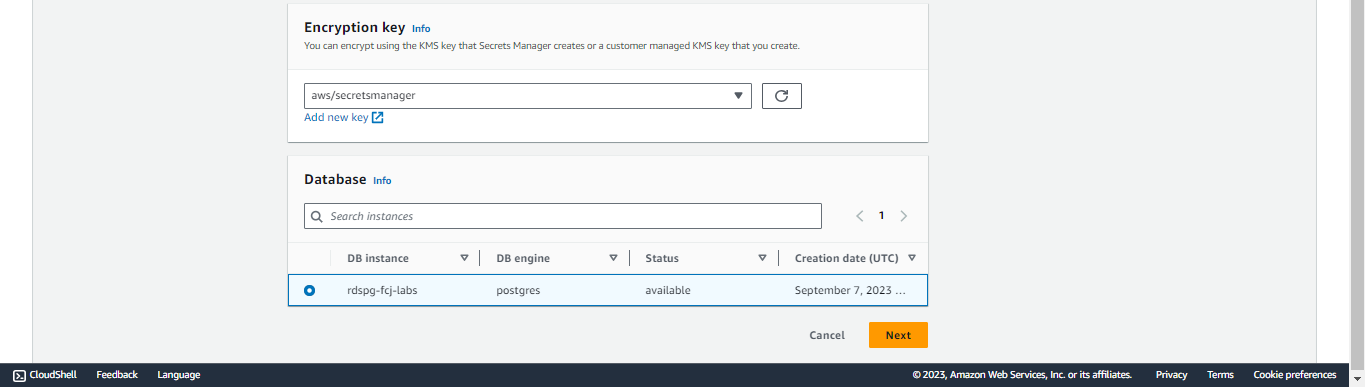 Encryption key Info
You can encrypt using the KMS key that Secrets Manager creates or a customer managed KMS key that you create.
aws/secretsmanager
Add new key
Database Info
Search instances
1
DB instance DB engine Status Creation date (UTC)
rdspg-fcj-labs postgres available September 7, 2023 ...
Cancel Next
CloudShell Feedback Language © 2023, Amazon Web Services, Inc. or its affiliates. Privacy Terms Cookie preferences